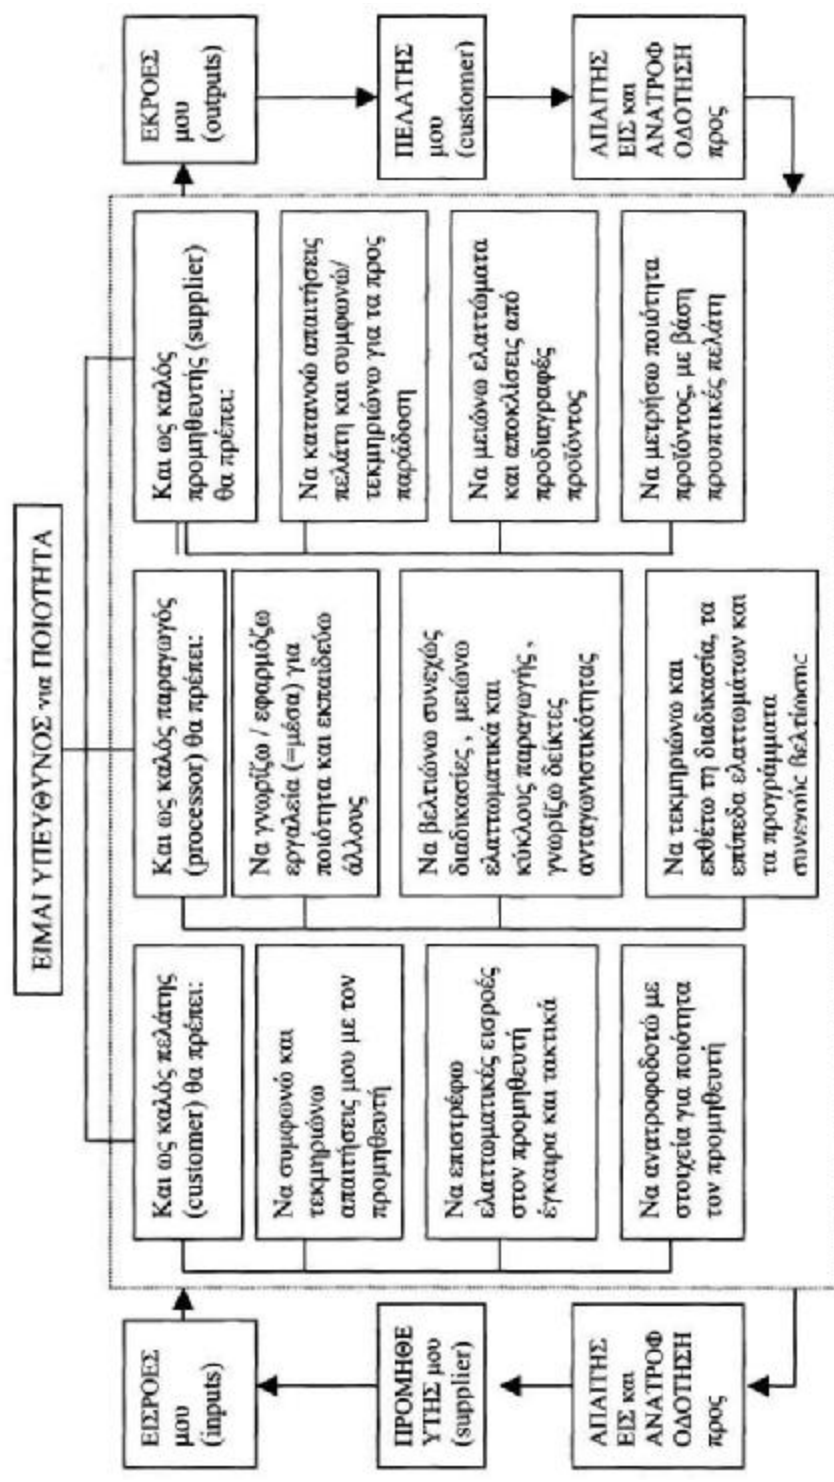 ΕΙΜΑΙ ΥΠΕΥΘΥΝΟΣ για ΠΟΙΟΤΗΤΑ
ΕΙΣΡΟΕΣ
μου
(inputs)
ΠΡΟΜΗΘΕ
ΥΤΗΣ μου
(supplier)
ΑΠΑΙΤΗΣ
ΕΙΣ και
ΑΝΑΤΡΟΦ
ΟΔΟΤΗΣΗ
προς
Και ως καλός πελάτης
(customer) θα πρέπει:
Να συμφωνό και
τεκμηριώνω
απαιτήσεις μου με τον
προμηθευτή
Να επιστρέφω
ελαττωματικές εισροές
στον προμηθευτή
έγκαιρα και τακτικά
Να ανατροφοδοτώ με
στοιχεία για ποιότητα
τον προμηθευτή
Και ως καλός παραγωγός
(processor) θα πρέπει:
Να γνωρίζω / εφαρμόζω
εργαλεία (=μέσα) για
ποιότητα και εκπαιδεύω
άλλους
Να βελτιώνω συνεχώς
διαδικασίες , μειώνω
ελαττωματικά και
κύκλους παραγωγής ,
γνωρίζω δείκτες
ανταγωνιστικότητας
Να τεκμηριώνω και
εκθέτω τη διαδικασία, τα
επίπεδα ελαττωμάτων και
τα προγράμματα
συνεχούς βελτίωσης
Και ως καλός
προμηθευτής (supplier)
θα πρέπει:
Να κατανοώ απαιτήσεις
πελάτη και συμφωνώ/
τεκμηριώνω για τα προς
παράδοση
Να μειώνω ελαττώματα
και αποκλίσεις από
προδιαγραφές
προϊόντος
Να μετρήσω ποιότητα
προϊόντος, με βάση
προοπτικές πελάτη
ΕΚΡΟΕΣ
μου
(outputs)
ΠΕΛΑΤΗΣ
μου
(customer)
ΑΠΑΙΤΗΣ
ΕΙΣ και
ΑΝΑΤΡΟΦ
ΟΔΟΤΗΣΗ
προς